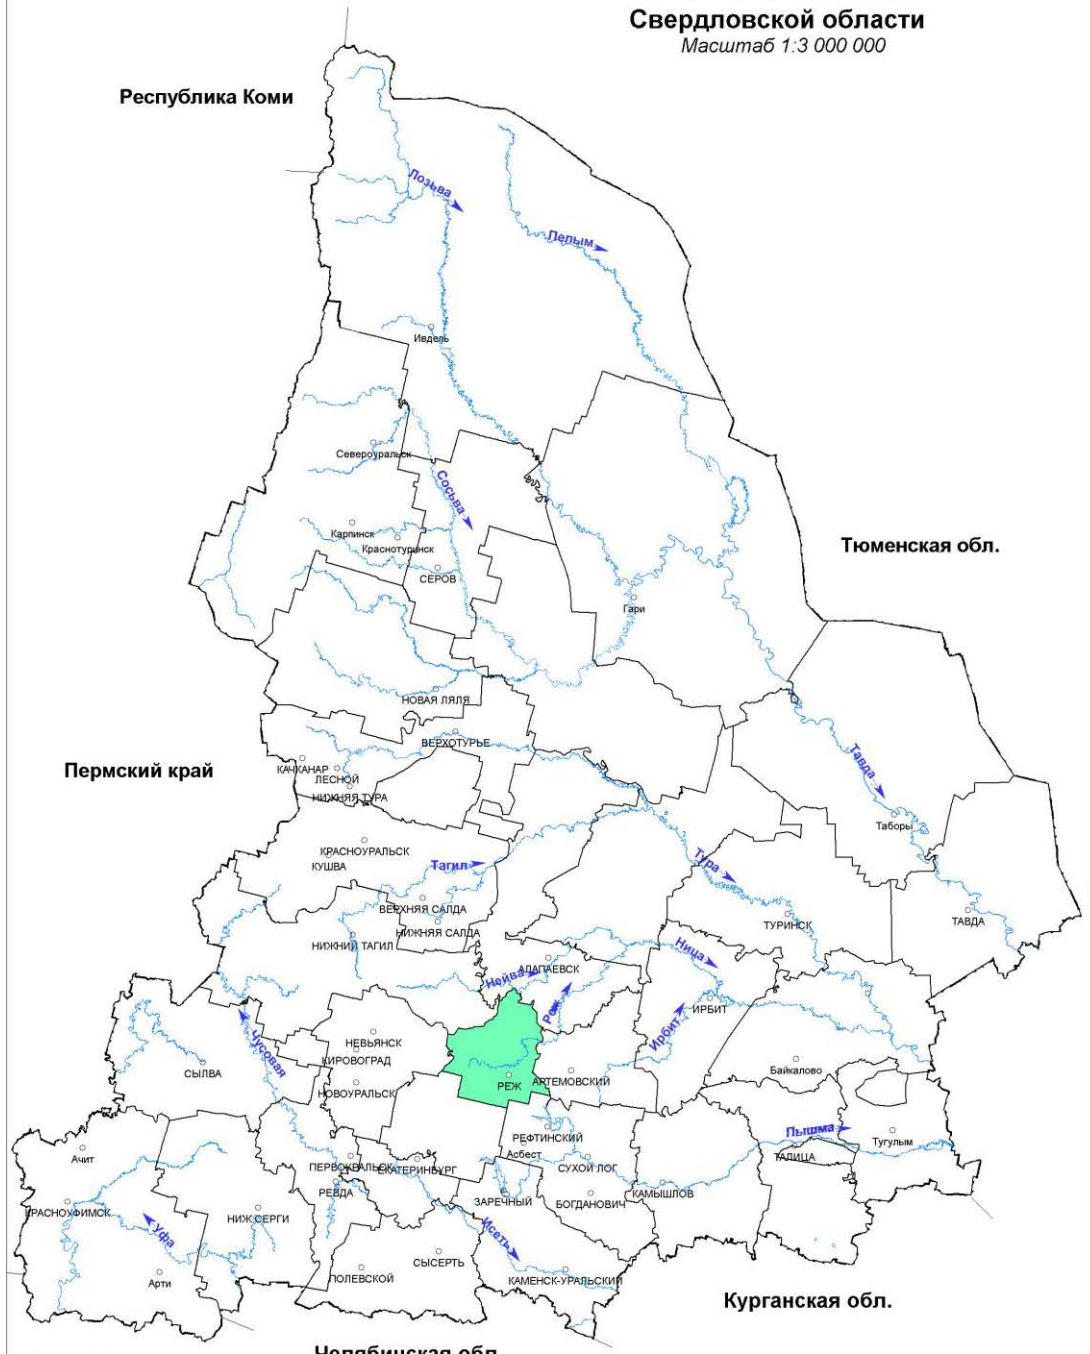 Свердловской области
Масштаб 1:3 000 000
Республика Коми
Лозьва
Пелым
Ивдель
Североуральск
Сосьва
Карпинск
Краснотуринск
СЕРОВ
Тюменская обл.
Гари
НОВАЯ ЛЯЛЯ
ВЕРХОТУРЬЕ
Пермский край
КАЧКАНАР
ЛЕСНОЙ
НИЖНЯЯ ТУРА
Тавда
Таборы
КРАСНОУРАЛЬСК
КУШВА
Тагил
Тура
ВЕРХНЯЯ САЛДА
НИЖНЯЯ САЛДА
ТУРИНСК
ТАВДА
НИЖНИЙ ТАГИЛ
Ница
АЛАПАЕВСК
Нейва
Реж
ИРБИТ
Ирбит
Чусовая
НЕВЬЯНСК
КИРОВОГРАД
СЫЛВА
Байкалово
РЕЖ
АРТЕМОВСКИЙ
НОВОУРАЛЬСК
Пышма
Тугулым
РЕФТИНСКИЙ
Асбест
ТАЛИЦА
Ачит
ПЕРВОУРАЛЬСК
ЕКАТЕРИНБУРГ
СУХОЙ ЛОГ
РЕВДА
ЗАРЕЧНЫЙ
БОГДАНОВИЧ
КАМЫШЛОВ
КРАСНОУФИМСК
НИЖ.СЕРГИ
Уфа
Исеть
СЫСЕРТЬ
Арти
ПОЛЕВСКОЙ
КАМЕНСК-УРАЛЬСКИЙ
Курганская обл.
Челябинская обл.